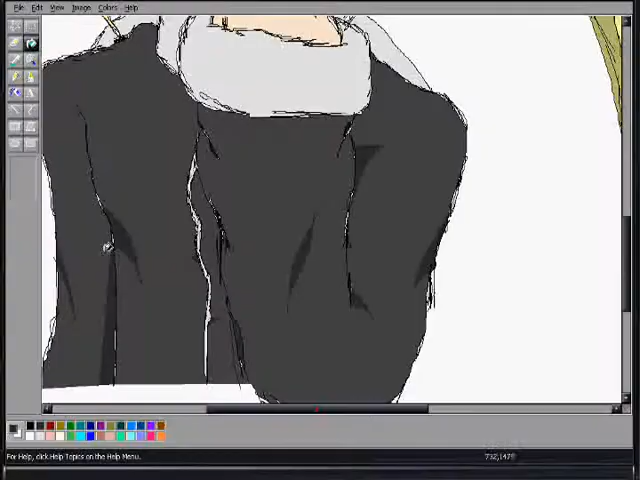 File Edit View Image Colors Help
For Help, click Help Topics on the Help Menu.
732,147